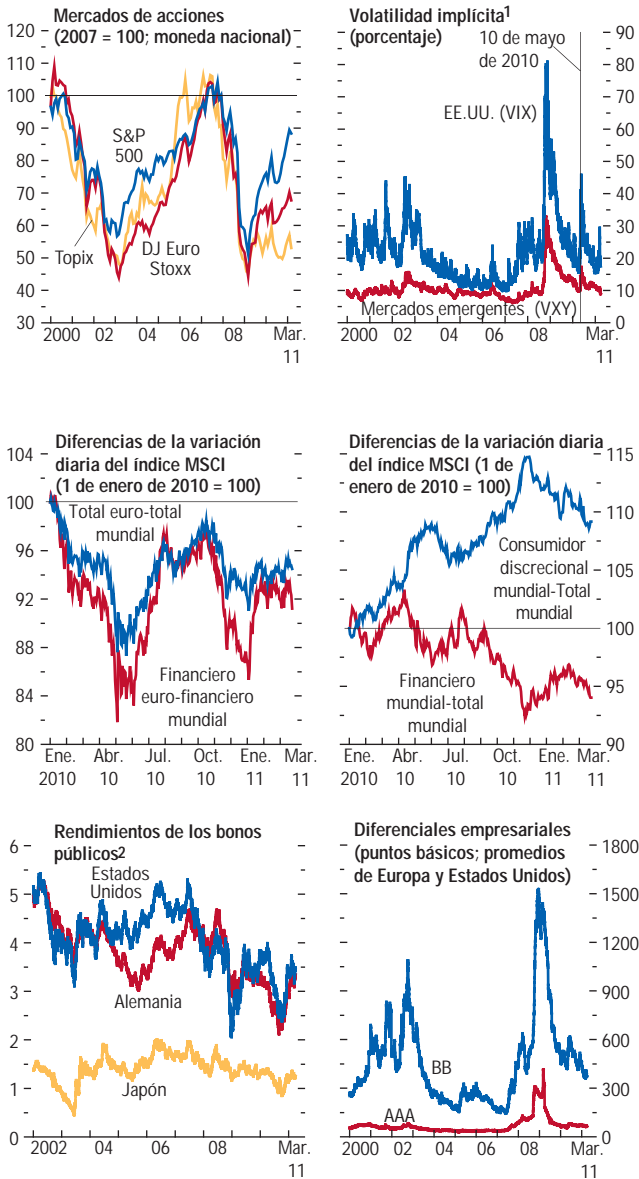 Mercados de acciones
(2007 = 100; moneda nacional)
120
110
100
90
80
70
60
50
40
30
S&P
500
Topix
DJ Euro
Stoxx
2000 02 04 06 08 Mar.
11
Volatilidad implícita1
(porcentaje)
10 de mayo
de 2010
90
80
70
60
50
40
30
20
10
0
EE.UU. (VIX)
Mercados emergentes (VXY)
2000 02 04 06 08 Mar.
11
Diferencias de la variación
diaria del índice MSCI
(1 de enero de 2010 = 100)
104
100
96
92
88
84
80
Total euro-total
mundial
Financiero
euro-financiero
mundial
Ene. Abr. Jul. Oct. Ene. Mar.
2010 10 10 10 11 11
Diferencias de la variación diaria
del índice MSCI (1 de
enero de 2010 = 100)
115
110
105
100
95
90
Consumidor
discrecional
mundial-Total
mundial
Financiero
mundial-total
mundial
Ene. Abr. Jul. Oct. Ene. Mar.
2010 10 10 10 11 11
Rendimientos de los bonos
públicos2
6
5
4
3
2
1
0
Estados
Unidos
Alemania
Japón
2002 04 06 08 Mar.
11
Diferenciales empresariales
(puntos básicos; promedios
de Europa y Estados Unidos)
1800
1500
1200
900
600
300
0
BB
AAA
2000 02 04 06 08 Mar.
11